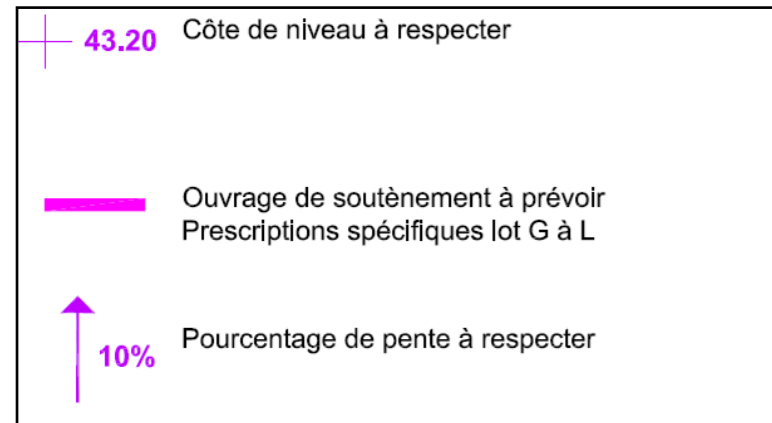 43.20 Côte de niveau à respecter
Ouvrage de soutènement à prévoir
Prescriptions spécifiques lot G à L
10% Pourcentage de pente à respecter